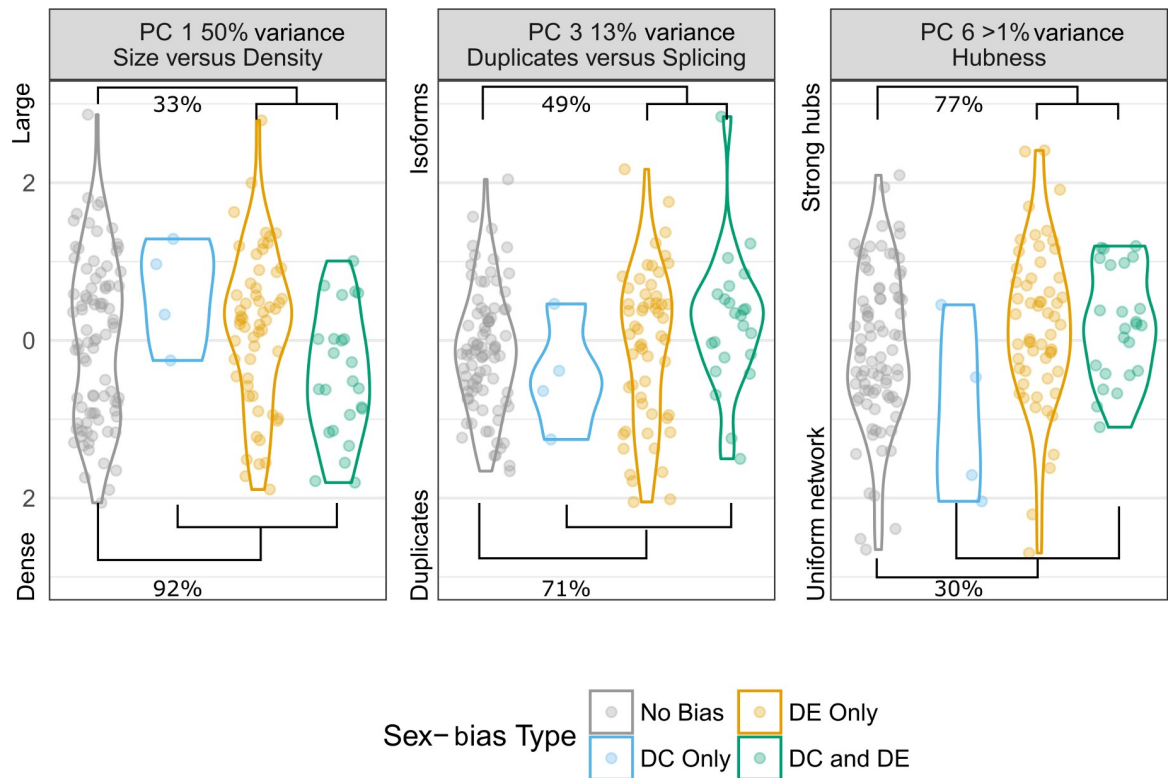 PC 1 50% variance
Size versus Density
PC 3 13% variance
Duplicates versus Splicing
PC 6 >1% variance
Hubness
Large
Dense
2
0
2
33%
92%
Isoforms
Duplicates
49%
71%
Strong hubs
Uniform network
77%
30%
Sex-bias Type
No Bias
DE Only
DC Only
DC and DE